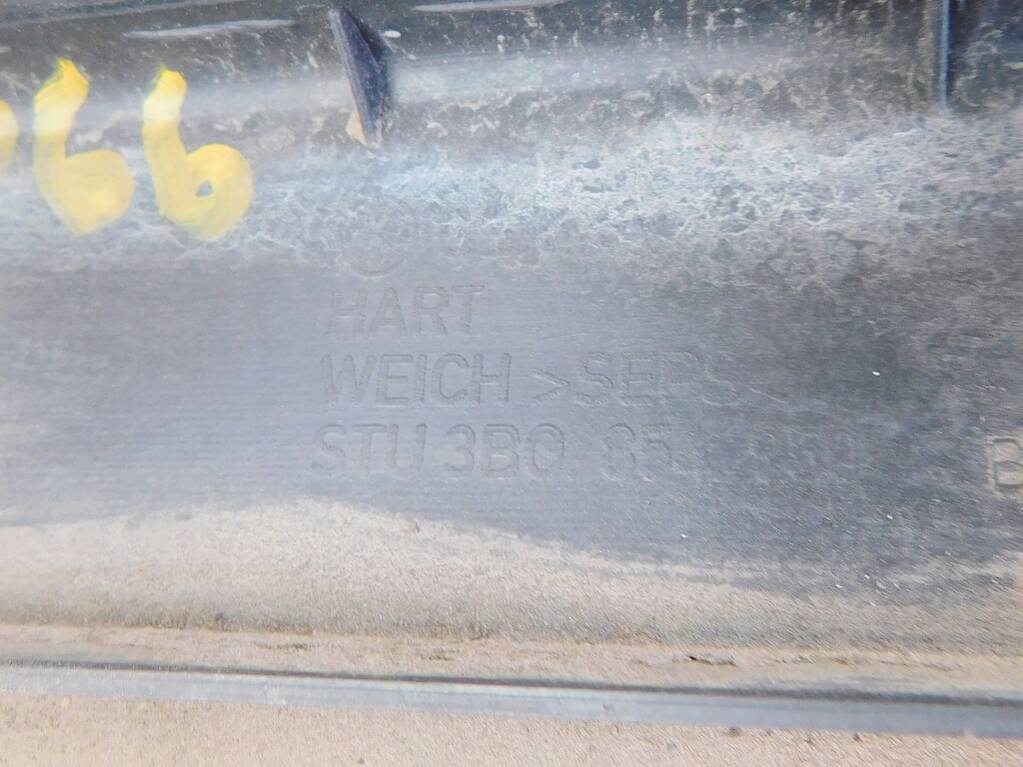 66
HART
WEICH >SEPS<
STU 3B0
B